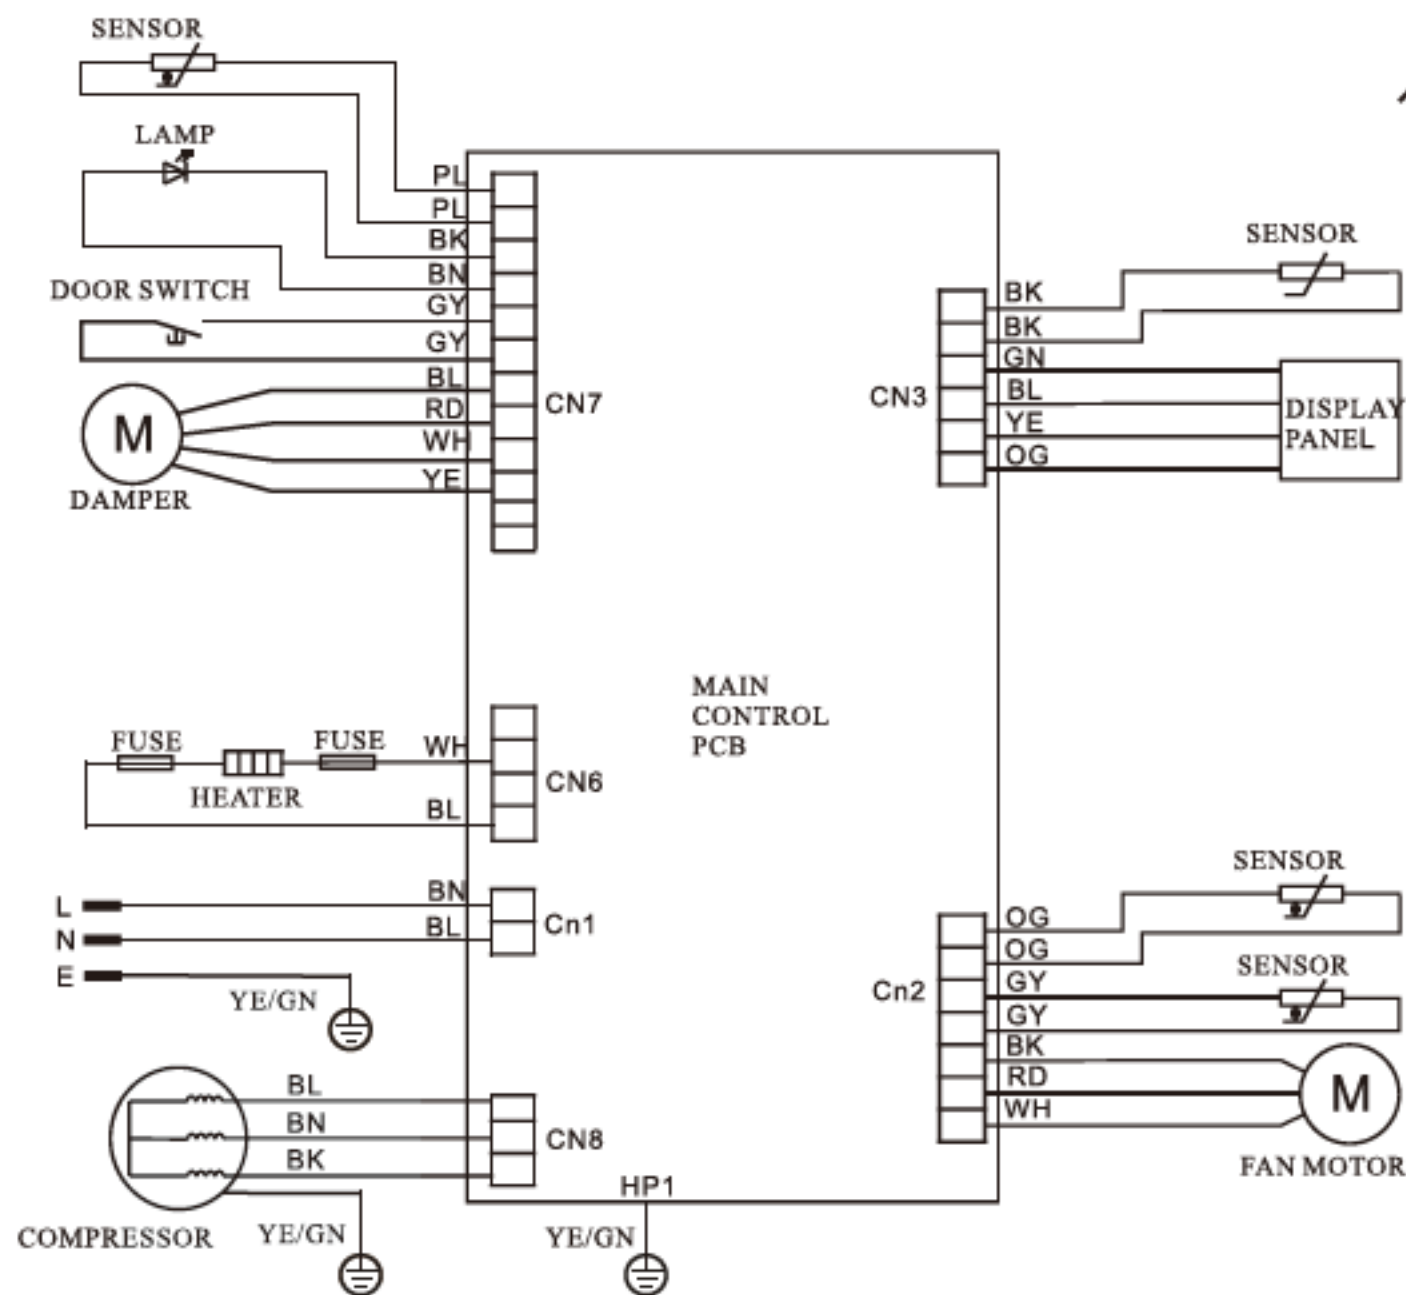 SENSOR
LAMP
PL
PL
BK
BN
DOOR SWITCH
GY
GY
BL
RD
WH
YE
M
DAMPER
CN7
SENSOR
BK
BK
GN
BL
YE
OG
CN3
DISPLAY
PANEL
MAIN
CONTROL
PCB
FUSE
FUSE
WH
HEATER
BL
CN6
L
BN
N
BL
Cn1
E
YE/GN
SENSOR
OG
OG
SENSOR
GY
GY
BK
RD
WH
Cn2
M
FAN MOTOR
BL
BN
BK
CN8
COMPRESSOR
YE/GN
HP1
YE/GN